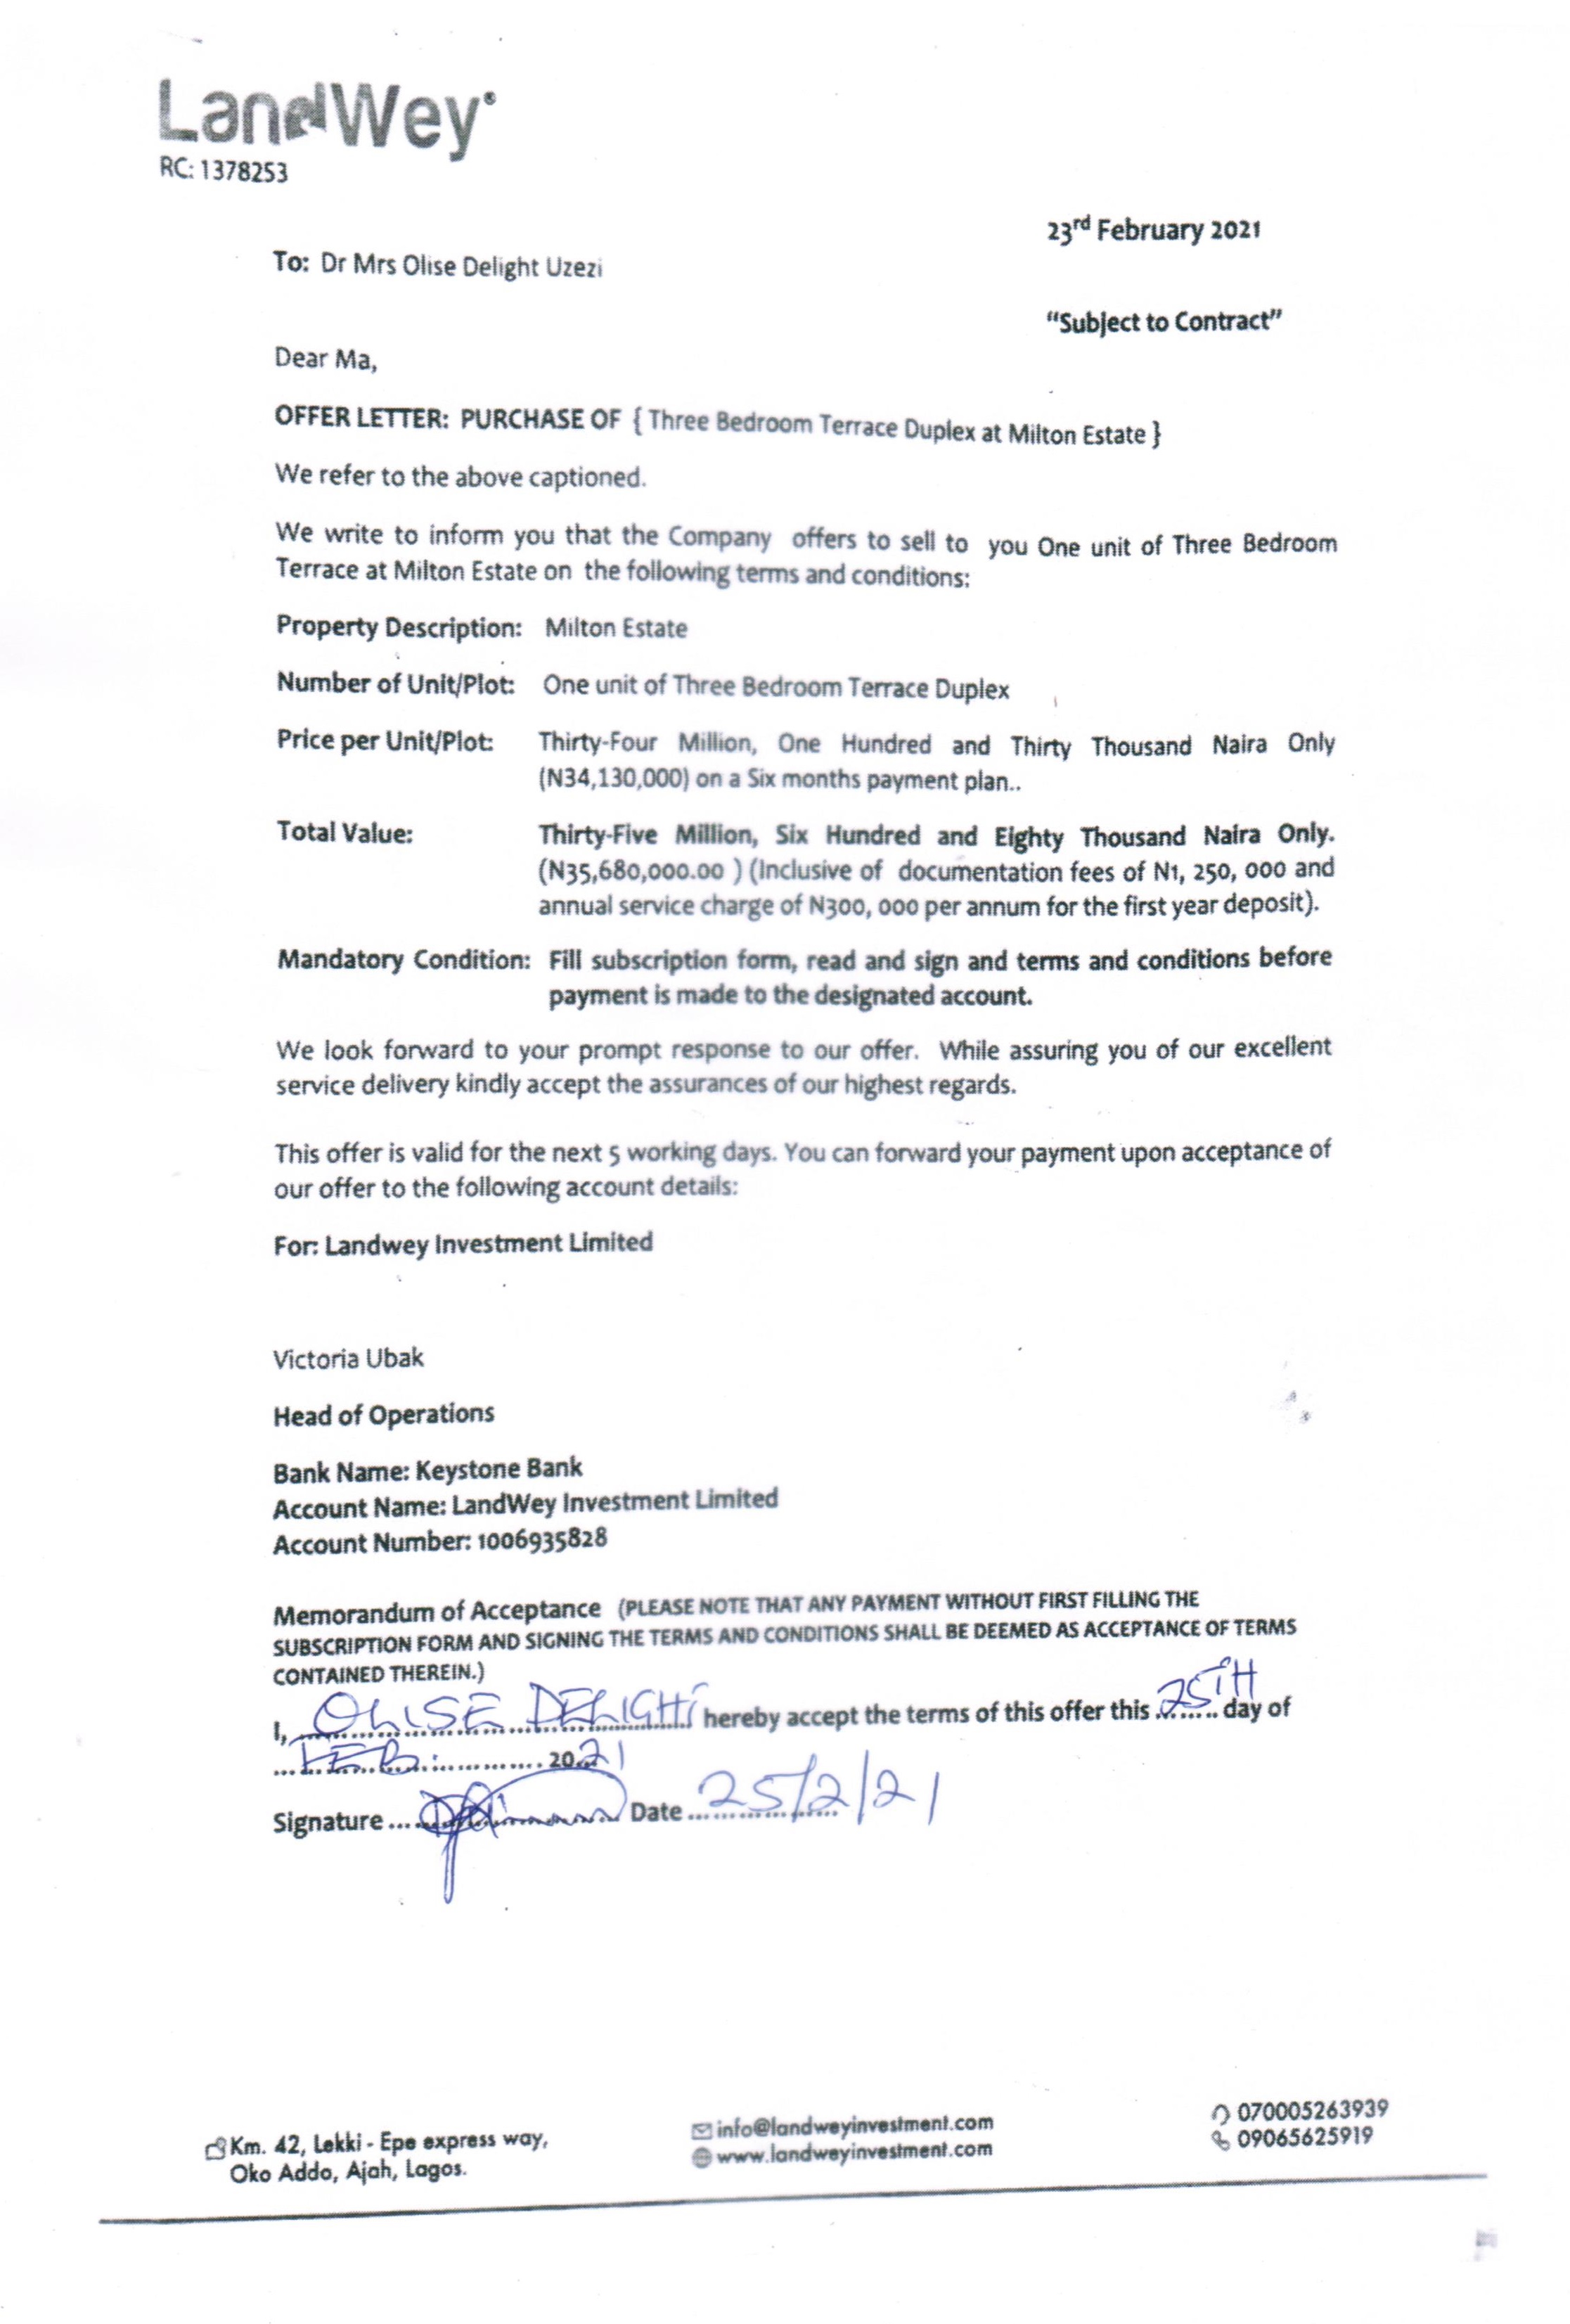 LandWey
RC: 1378253
23rd February 2021
To: Dr Mrs Olise Delight Uzezi
"Subject to Contract"
Dear Ma,
OFFER LETTER: PURCHASE OF { Three Bedroom Terrace Duplex at Milton Estate }
We refer to the above captioned.
We write to inform you that the Company offers to sell to you One unit of Three Bedroom
Terrace at Milton Estate on the following terms and conditions:
Property Description: Milton Estate
Number of Unit/Plot: One unit of Three Bedroom Terrace Duplex
Price per Unit/Plot: Thirty-Four Million, One Hundred and Thirty Thousand Naira Only
(N34,130,000) on a Six months payment plan..
Total Value: Thirty-Five Million, Six Hundred and Eighty Thousand Naira Only.
(N35,680,000.00 ) (Inclusive of documentation fees of N1, 250, 000 and
annual service charge of N300, 000 per annum for the first year deposit).
Mandatory Condition: Fill subscription form, read and sign and terms and conditions before
payment is made to the designated account.
We look forward to your prompt response to our offer. While assuring you of our excellent
service delivery kindly accept the assurances of our highest regards.
This offer is valid for the next 5 working days. You can forward your payment upon acceptance of
our offer to the following account details:
For: Landwey Investment Limited
Victoria Ubak
Head of Operations
Bank Name: Keystone Bank
Account Name: LandWey Investment Limited
Account Number: 1006935828
Memorandum of Acceptance (PLEASE NOTE THAT ANY PAYMENT WITHOUT FIRST FILLING THE
SUBSCRIPTION FORM AND SIGNING THE TERMS AND CONDITIONS SHALL BE DEEMED AS ACCEPTANCE OF TERMS
CONTAINED THEREIN.)
I, OLISE DELIGHT hereby accept the terms of this offer this 25TH day of
FEB. 2021
Signature Date 25/2/21
Km. 42, Lekki - Epe express way,
Oko Addo, Ajah, Lagos.
info@landweyinvestment.com
www.landweyinvestment.com
070005263939
09065625919